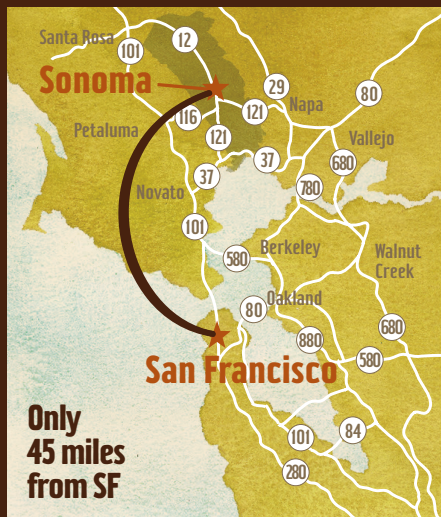 Santa Rosa
101
12
Sonoma
29
80
116
121
Napa
Petaluma
121
Vallejo
37
37
680
780
Novato
101
580
Berkeley
Walnut
Creek
80
Oakland
680
880
580
San Francisco
Only
45 miles
from SF
101
84
280